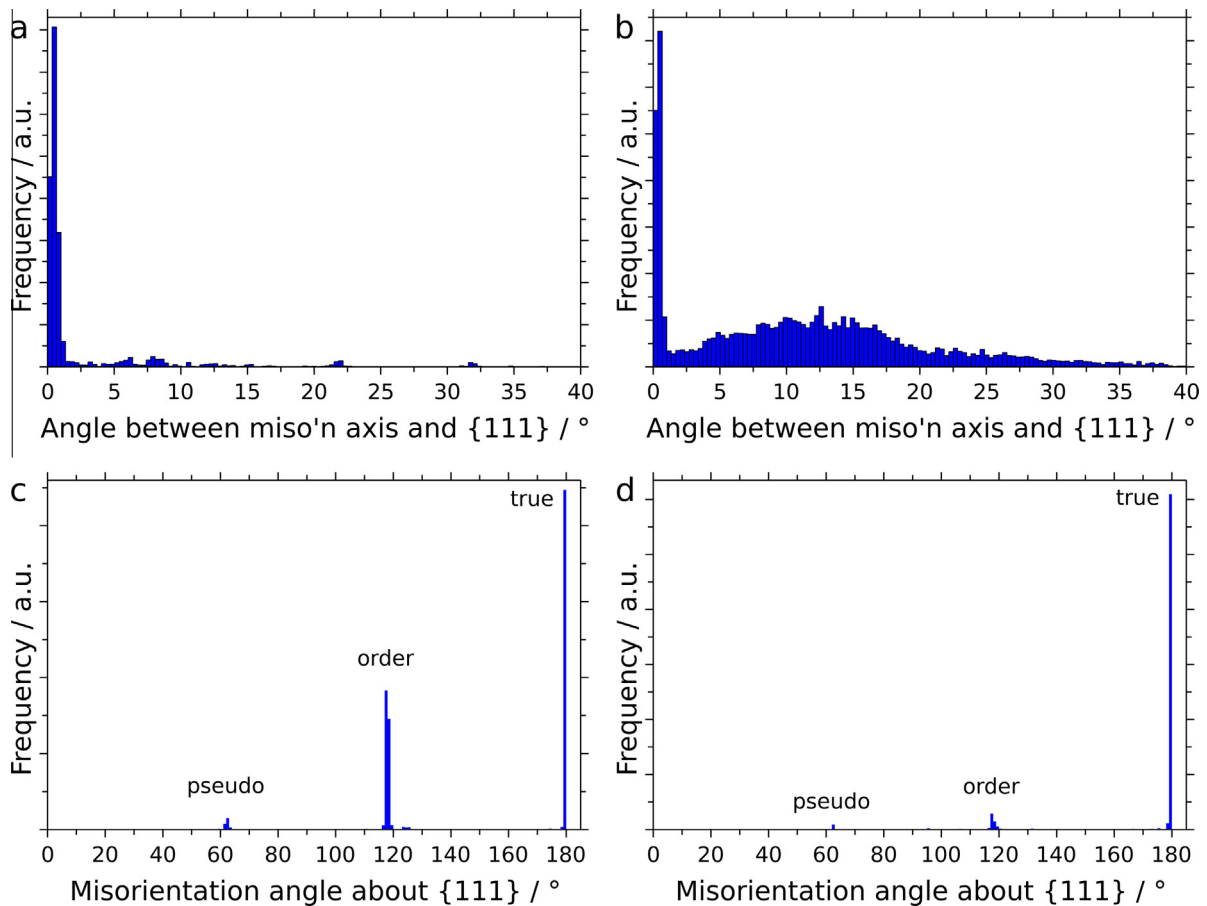 a
Frequency / a.u.
0 5 10 15 20 25 30 35 40
Angle between miso'n axis and {111} / °
b
Frequency / a.u.
0 5 10 15 20 25 30 35 40
Angle between miso'n axis and {111} / °
c
true
order
pseudo
Frequency / a.u.
0 20 40 60 80 100 120 140 160 180
Misorientation angle about {111} / °
d
true
order
pseudo
Frequency / a.u.
0 20 40 60 80 100 120 140 160 180
Misorientation angle about {111} / °